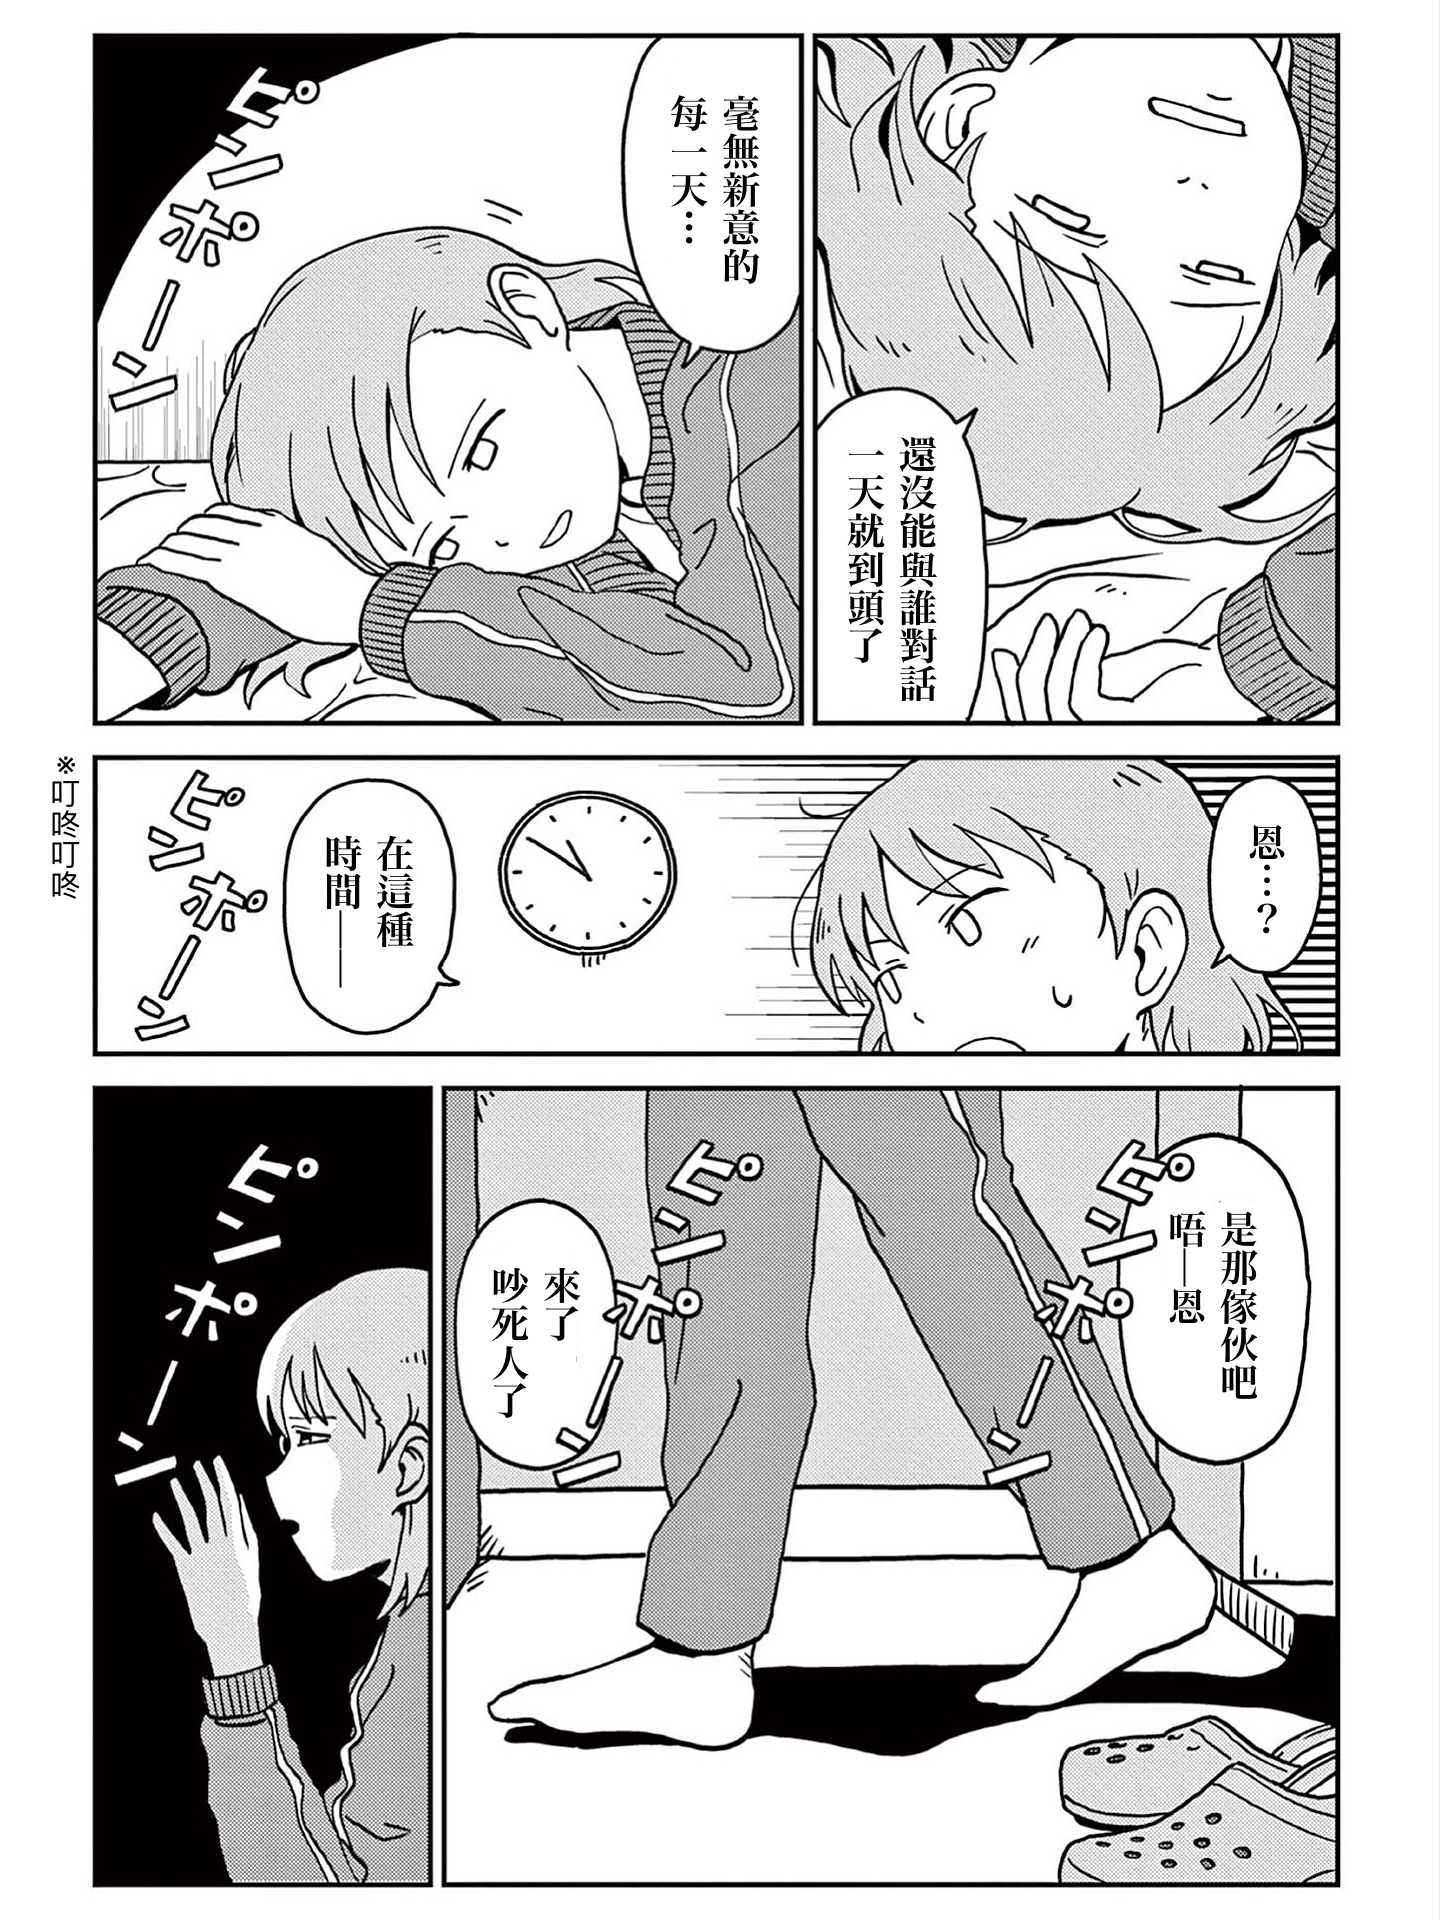 還沒能與誰對話
一天就到頭了
毫無新意的
每一天…
ピンポーン
恩…?
在這種
時間——
ピンポーン
※叮咚叮咚
是那傢伙吧
唔—恩
ピンポーン
ピンポーン
來了
吵死人了
ピンポーン